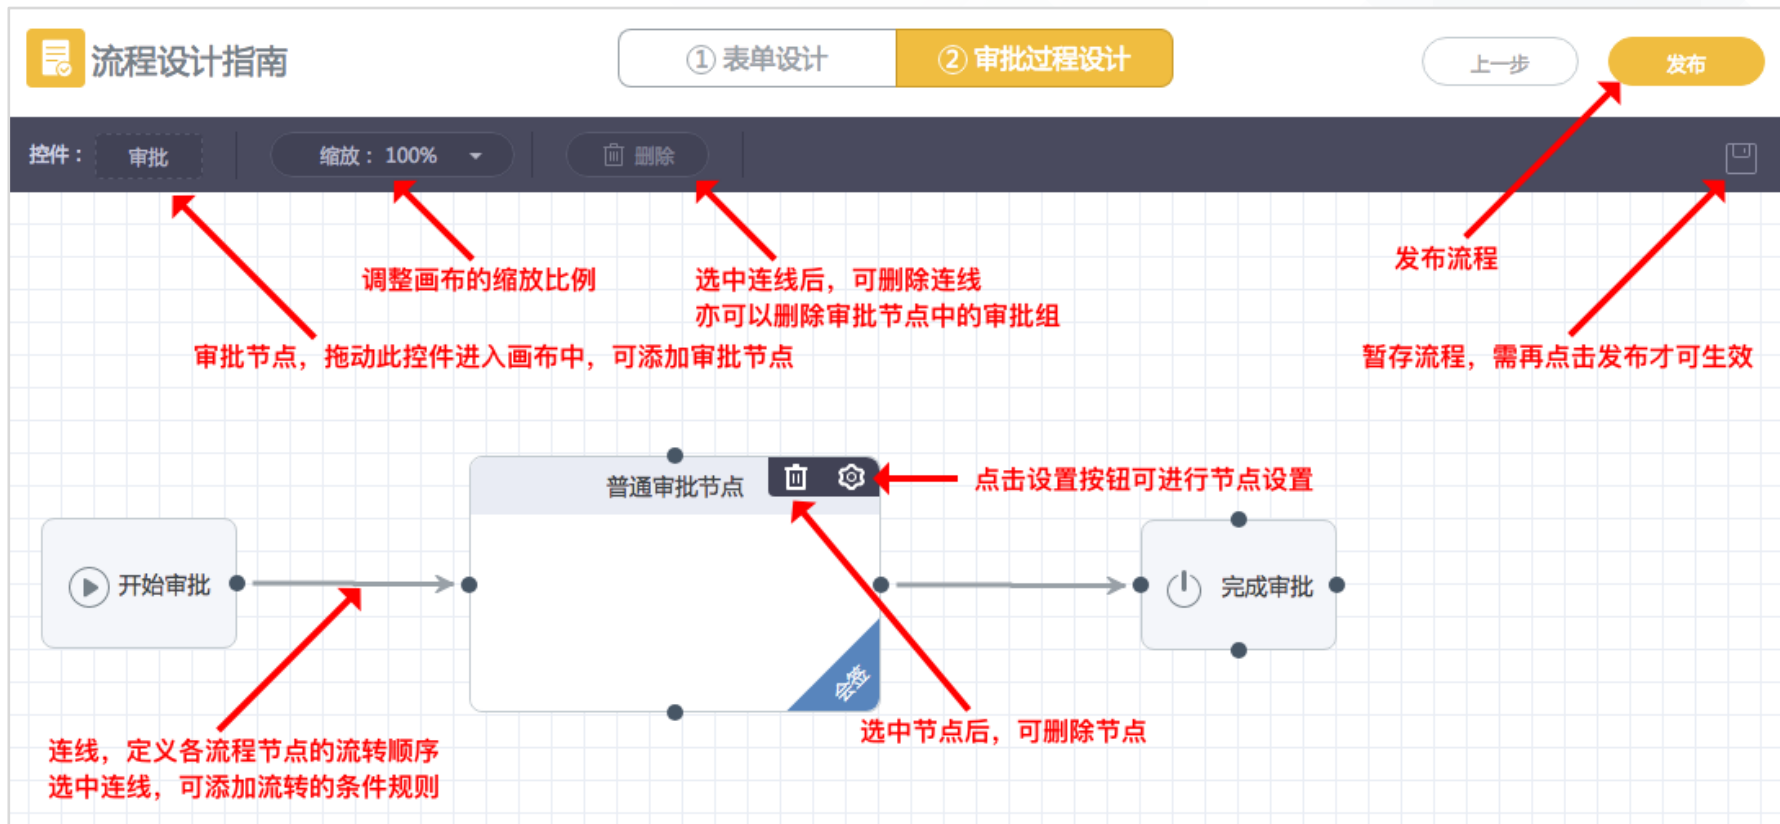 流程设计指南
① 表单设计
② 审批过程设计
上一步
发布
控件：
审批
缩放：100%
删除
发布流程
调整画布的缩放比例
选中连线后，可删除连线
亦可以删除审批节点中的审批组
审批节点，拖动此控件进入画布中，可添加审批节点
暂存流程，需再点击发布才可生效
普通审批节点
点击设置按钮可进行节点设置
开始审批
完成审批
会签
选中节点后，可删除节点
连线，定义各流程节点的流转顺序
选中连线，可添加流转的条件规则